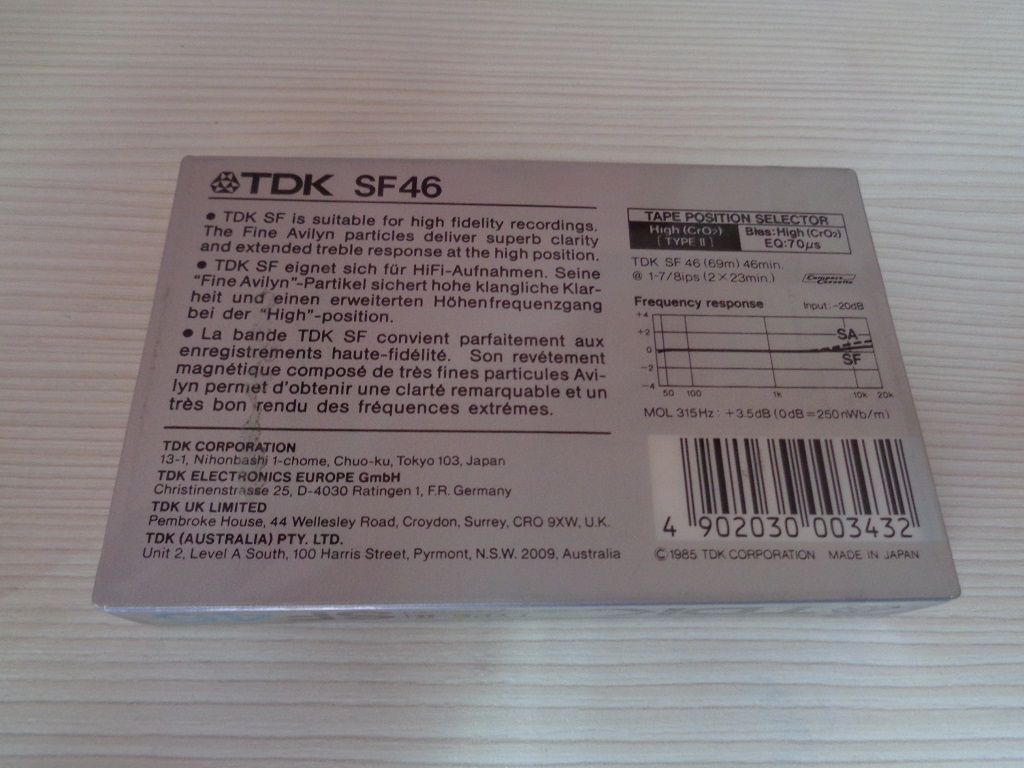 TDK SF46
• TDK SF is suitable for high fidelity recordings.
The Fine Avilyn particles deliver superb clarity
and extended treble response at the high position.
• TDK SF eignet sich für HiFi-Aufnahmen. Seine
"Fine Avilyn"-Partikel sichert hohe klangliche Klar-
heit und einen erweiterten Höhenfrequenzgang
bei der "High"-position.
• La bande TDK SF convient parfaitement aux
enregistrements haute-fidélité. Son revétement
magnétique composé de très fines particules Avi-
lyn permet d'obtenir une clarté remarquable et un
très bon rendu des fréquences extrémes.
TDK CORPORATION
13-1, Nihonbashi 1-chome, Chuo-ku, Tokyo 103, Japan
TDK ELECTRONICS EUROPE GmbH
Christinenstrasse 25, D-4030 Ratingen 1, F.R. Germany
TDK UK LIMITED
Pembroke House, 44 Wellesley Road, Croydon, Surrey, CRO 9XW, U.K.
TDK (AUSTRALIA) PTY. LTD.
Unit 2, Level A South, 100 Harris Street, Pyrmont, N.S.W. 2009, Australia
TAPE POSITION SELECTOR
High (CrO₂) Bias: High (CrO₂)
[TYPE II] EQ: 70μs
TDK SF 46 (69m) 46min.
@ 1-7/8ips (2×23min.) Compact Cassette
Frequency response Input: -20dB
+4
+2
0
-2
-4
SA
SF
50 100 1k 10k 20k
MOL 315Hz: +3.5dB (0dB=250nWb/m)
4 902030 003432
© 1985 TDK CORPORATION MADE IN JAPAN